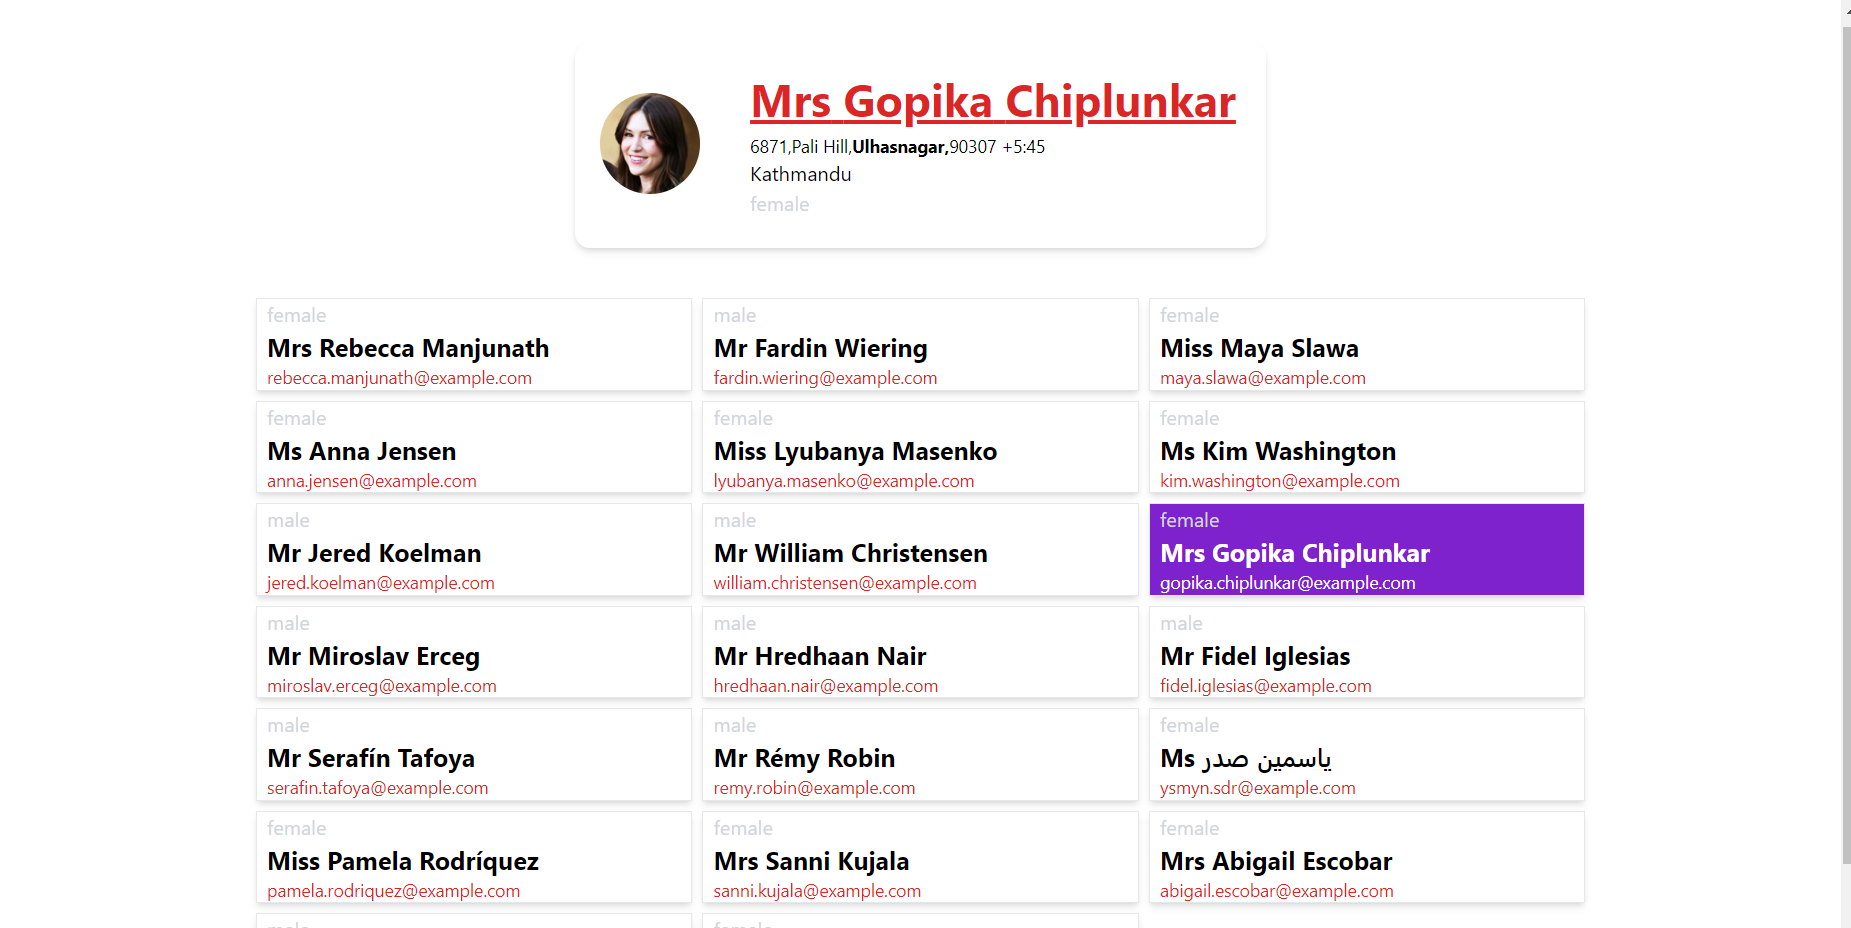 Mrs Gopika Chiplunkar
6871,Pali Hill,Ulhasnagar,90307 +5:45
Kathmandu
female
female
Mrs Rebecca Manjunath
rebecca.manjunath@example.com
male
Mr Fardin Wiering
fardin.wiering@example.com
female
Miss Maya Slawa
maya.slawa@example.com
female
Ms Anna Jensen
anna.jensen@example.com
female
Miss Lyubanya Masenko
lyubanya.masenko@example.com
female
Ms Kim Washington
kim.washington@example.com
male
Mr Jered Koelman
jered.koelman@example.com
male
Mr William Christensen
william.christensen@example.com
female
Mrs Gopika Chiplunkar
gopika.chiplunkar@example.com
male
Mr Miroslav Erceg
miroslav.erceg@example.com
male
Mr Hredhaan Nair
hredhaan.nair@example.com
male
Mr Fidel Iglesias
fidel.iglesias@example.com
male
Mr Serafín Tafoya
serafin.tafoya@example.com
male
Mr Rémy Robin
remy.robin@example.com
female
Ms یاسمین صدر
ysmyn.sdr@example.com
female
Miss Pamela Rodríquez
pamela.rodriquez@example.com
female
Mrs Sanni Kujala
sanni.kujala@example.com
female
Mrs Abigail Escobar
abigail.escobar@example.com